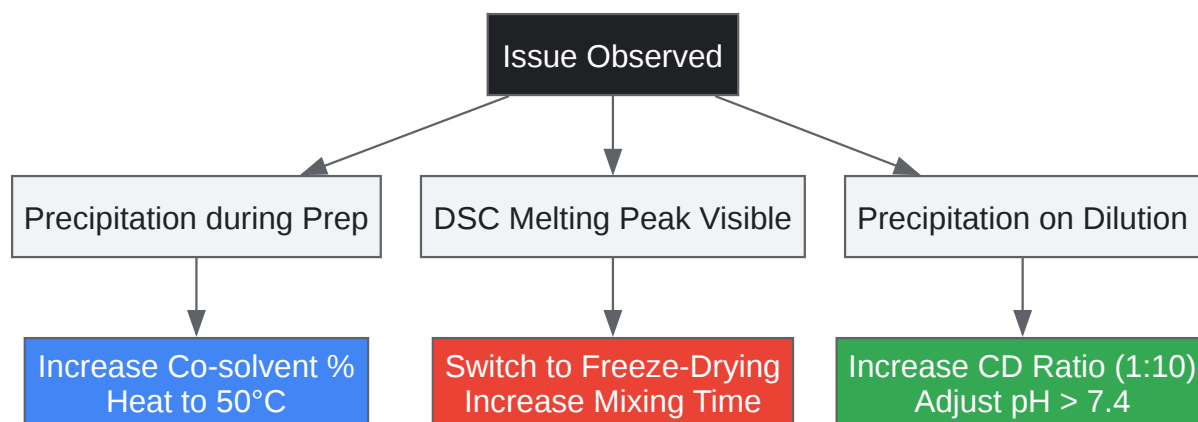 Issue Observed
Precipitation during Prep
DSC Melting Peak Visible
Precipitation on Dilution
Increase Co-solvent %
Heat to 50°C
Switch to Freeze-Drying
Increase Mixing Time
Increase CD Ratio (1:10)
Adjust pH > 7.4